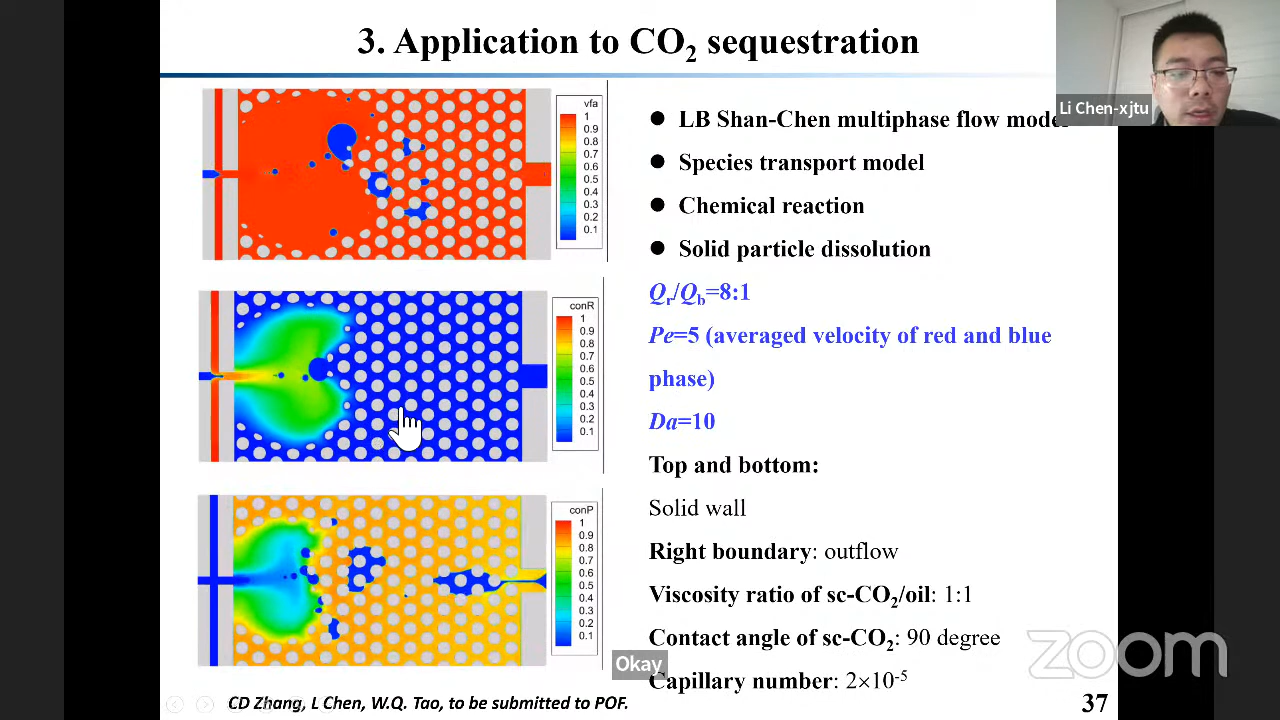 3. Application to CO₂ sequestration
Li Chen-xjtu
vfa
1
0.9
0.8
0.7
0.6
0.5
0.4
0.3
0.2
0.1
conR
1
0.9
0.8
0.7
0.6
0.5
0.4
0.3
0.2
0.1
conP
1
0.9
0.8
0.7
0.6
0.5
0.4
0.3
0.2
0.1
● LB Shan-Chen multiphase flow model
● Species transport model
● Chemical reaction
● Solid particle dissolution
Qr/Qb=8:1
Pe=5 (averaged velocity of red and blue
phase)
Da=10
Top and bottom:
Solid wall
Right boundary: outflow
Viscosity ratio of sc-CO₂/oil: 1:1
Contact angle of sc-CO₂: 90 degree
Capillary number: 2×10⁻⁵
Okay
zoom
CD Zhang, L Chen, W.Q. Tao, to be submitted to POF.
37